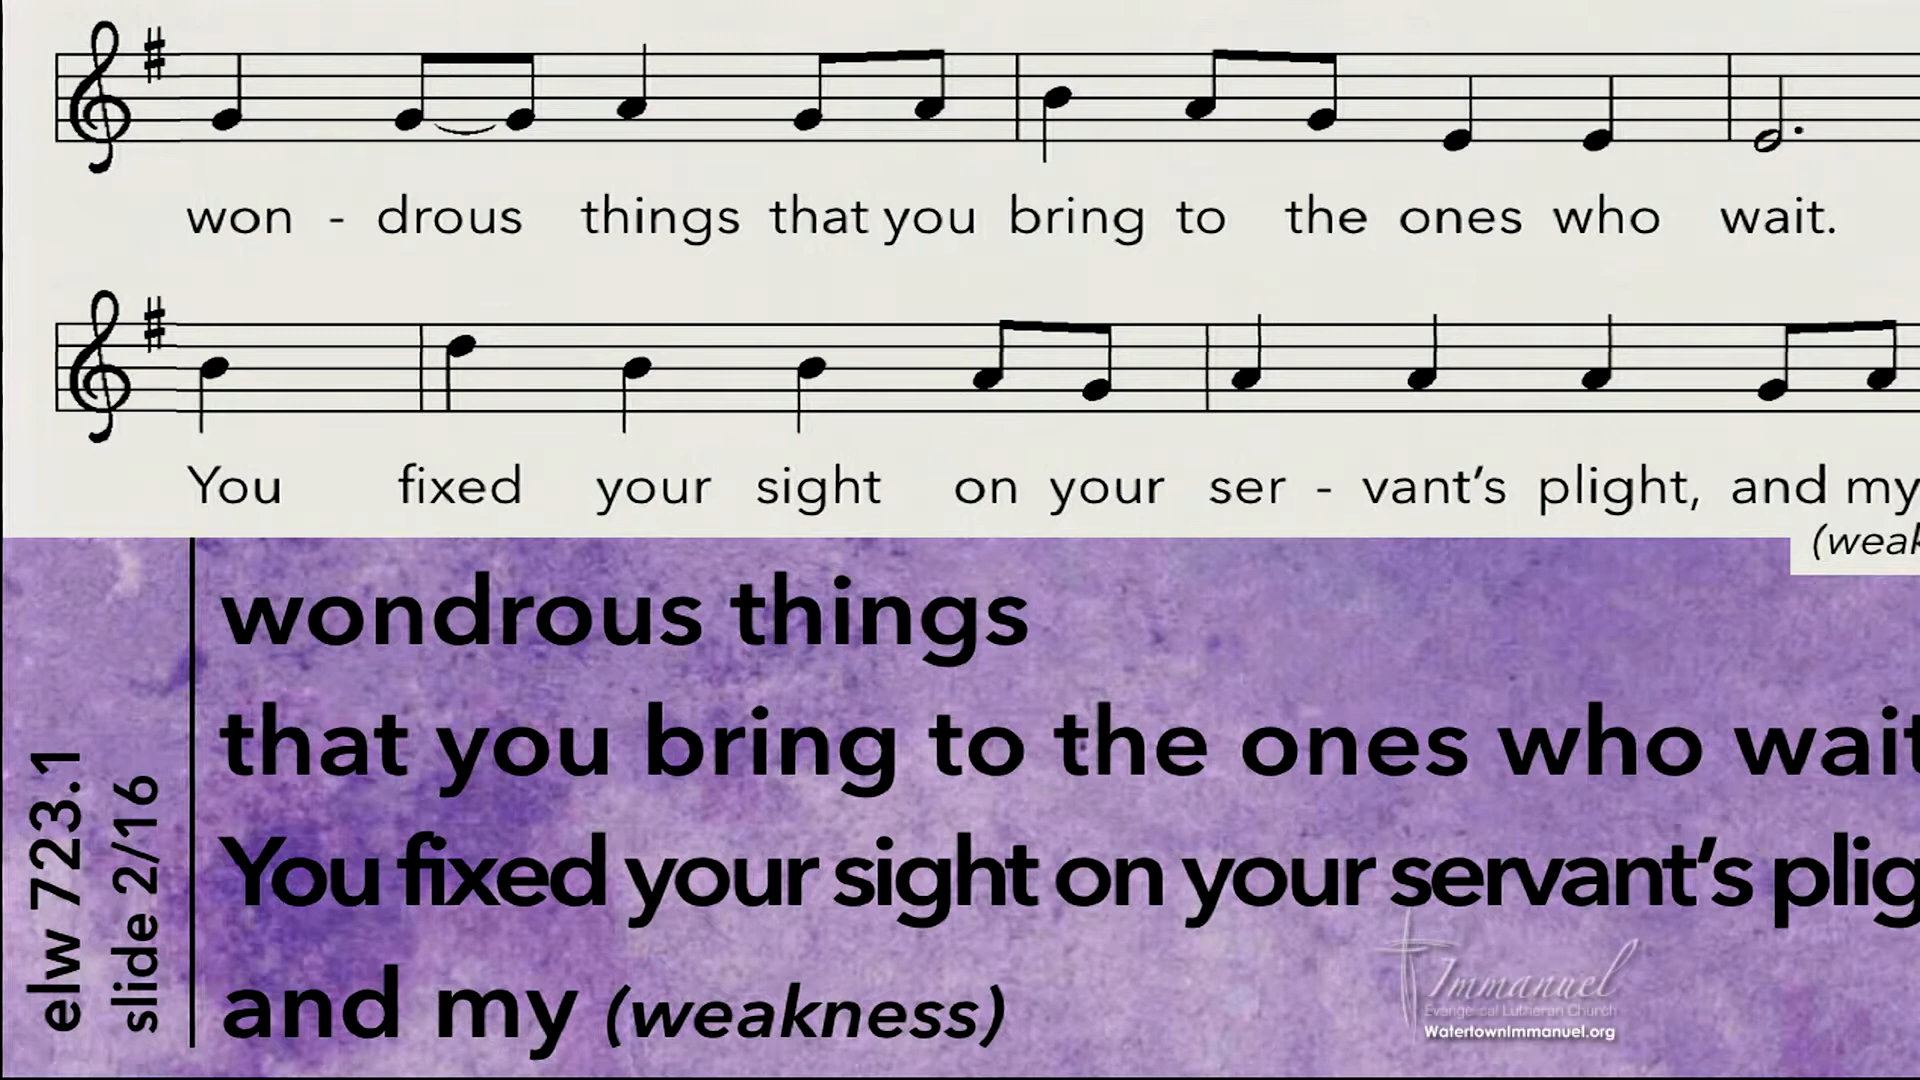 won - drous things that you bring to the ones who wait.
You fixed your sight on your ser - vant's plight, and my
(weak
wondrous things
that you bring to the ones who wait
You fixed your sight on your servant's plig
and my (weakness)
elw 723.1
slide 2/16
Immanuel
Evangelical Lutheran Church
WatertownImmanuel.org